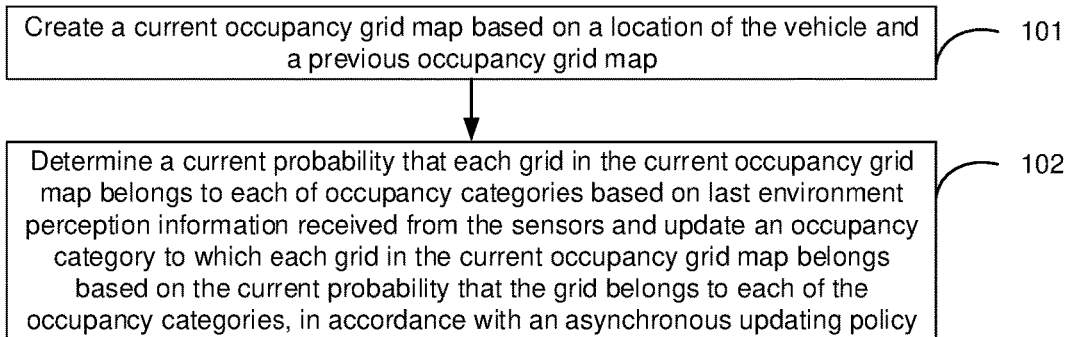 Create a current occupancy grid map based on a location of the vehicle and
a previous occupancy grid map
101
Determine a current probability that each grid in the current occupancy grid
map belongs to each of occupancy categories based on last environment
perception information received from the sensors and update an occupancy
category to which each grid in the current occupancy grid map belongs
based on the current probability that the grid belongs to each of the
occupancy categories, in accordance with an asynchronous updating policy
102